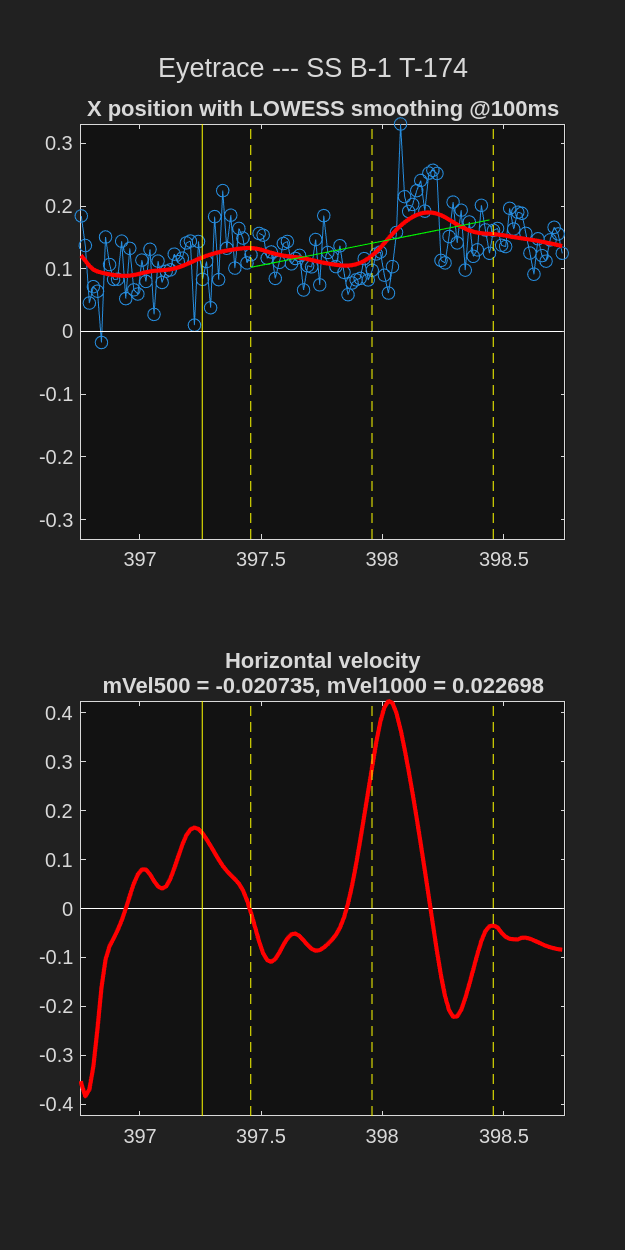 Eyetrace --- SS B-1 T-174
X position with LOWESS smoothing @100ms
0.3
0.2
0.1
0
-0.1
-0.2
-0.3
397 397.5 398 398.5
Horizontal velocity
mVel500 = -0.020735, mVel1000 = 0.022698
0.4
0.3
0.2
0.1
0
-0.1
-0.2
-0.3
-0.4
397 397.5 398 398.5